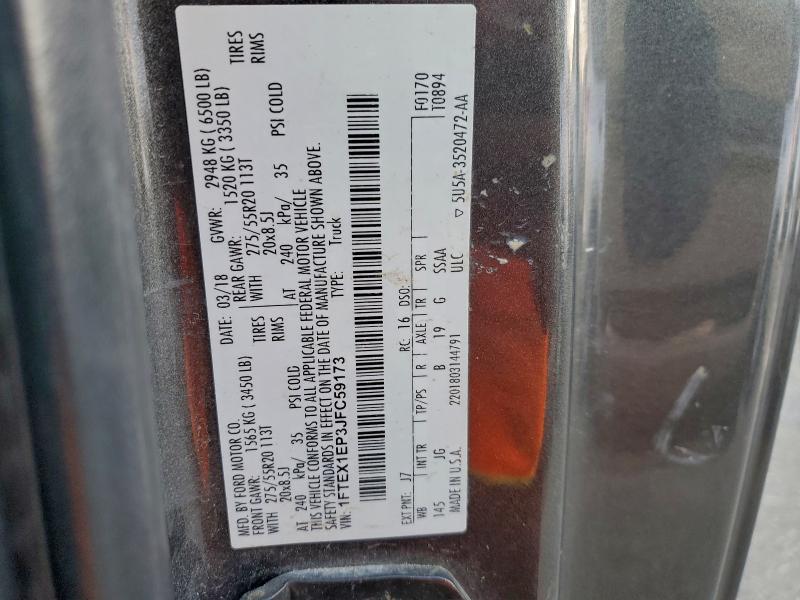 MFD. BY FORD MOTOR CO.
DATE: 03/18 GVWR: 2948 KG ( 6500 LB)
FRONT GAWR: 1565 KG ( 3450 LB) REAR GAWR: 1520 KG ( 3350 LB)
WITH 275/55R20 113T TIRES WITH 275/55R20 113T TIRES
20x8.5J RIMS 20x8.5J RIMS
AT 240 kPa/ 35 PSI COLD AT 240 kPa/ 35 PSI COLD
THIS VEHICLE CONFORMS TO ALL APPLICABLE FEDERAL MOTOR VEHICLE
SAFETY STANDARDS IN EFFECT ON THE DATE OF MANUFACTURE SHOWN ABOVE.
VIN: 1FTEX1EP3JFC59173 TYPE: Truck
EXT PNT: J7 RC: 16 DSO: F0170
WB INT TR TP/PS R AXLE TR SPR T0894
145 JG B 19 G SSAA
MADE IN U.S.A. 2201803144791 ULC ▽ 5U5A-3520472-AA